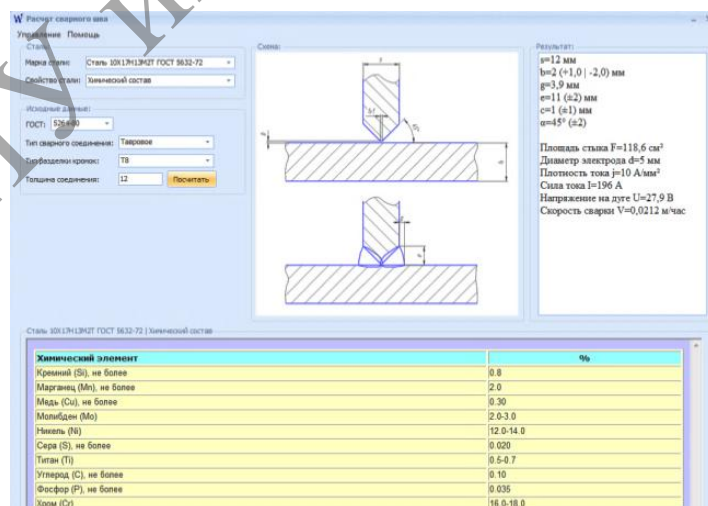 Расчет сварного шва
Управление Помощь
Сталь:
Марка стали: Сталь 10Х17Н13М2Т ГОСТ 5632-72
Свойство стали: Химический состав
Исходные данные:
ГОСТ: 5264-80
Тип сварного соединения: Тавровое
Тип разделки кромок: Т8
Толщина соединения: 12 Посчитать
Схема:
Результат:
s=12 мм
b=2 (+1,0 | -2,0) мм
g=3,9 мм
e=11 (±2) мм
c=1 (±1) мм
α=45° (±2)
Площадь стыка F=118,6 см²
Диаметр электрода d=5 мм
Плотность тока j=10 А/мм²
Сила тока I=196 А
Напряжение на дуге U=27,9 В
Скорость сварки V=0,0212 м/час
Сталь 10Х17Н13М2Т ГОСТ 5632-72 | Химический состав
Химический элемент %
Кремний (Si), не более 0.8
Марганец (Mn), не более 2.0
Медь (Cu), не более 0.30
Молибден (Mo) 2.0-3.0
Никель (Ni) 12.0-14.0
Сера (S), не более 0.020
Титан (Ti) 0.5-0.7
Углерод (C), не более 0.10
Фосфор (P), не более 0.035
Хром (Cr) 16.0-18.0